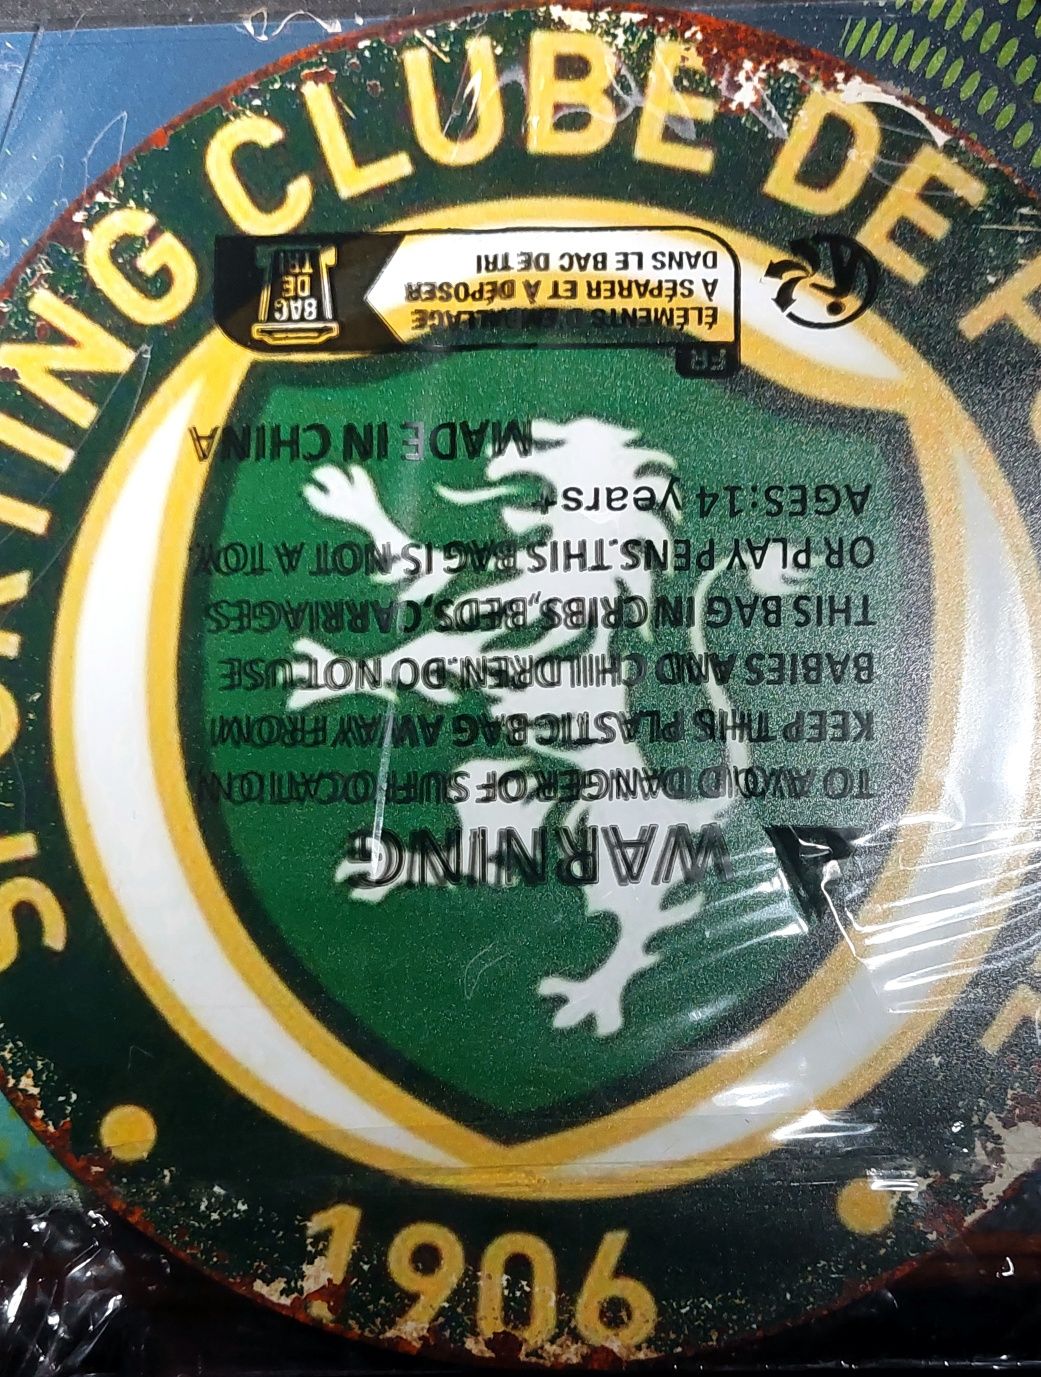 SPORTING CLUBE DE
1906
FR
ÉLÉMENTS D'EMBALLAGE
À SÉPARER ET À DÉPOSER
DANS LE BAC DE TRI
BAC
DE
TRI
WARNING
TO AVOID DANGER OF SUFFOCATION,
KEEP THIS PLASTIC BAG AWAY FROM
BABIES AND CHILDREN.DO NOT USE
THIS BAG IN CRIBS,BEDS,CARRIAGES
OR PLAY PENS.THIS BAG IS NOT A TOY.
AGES:14 years+
MADE IN CHINA